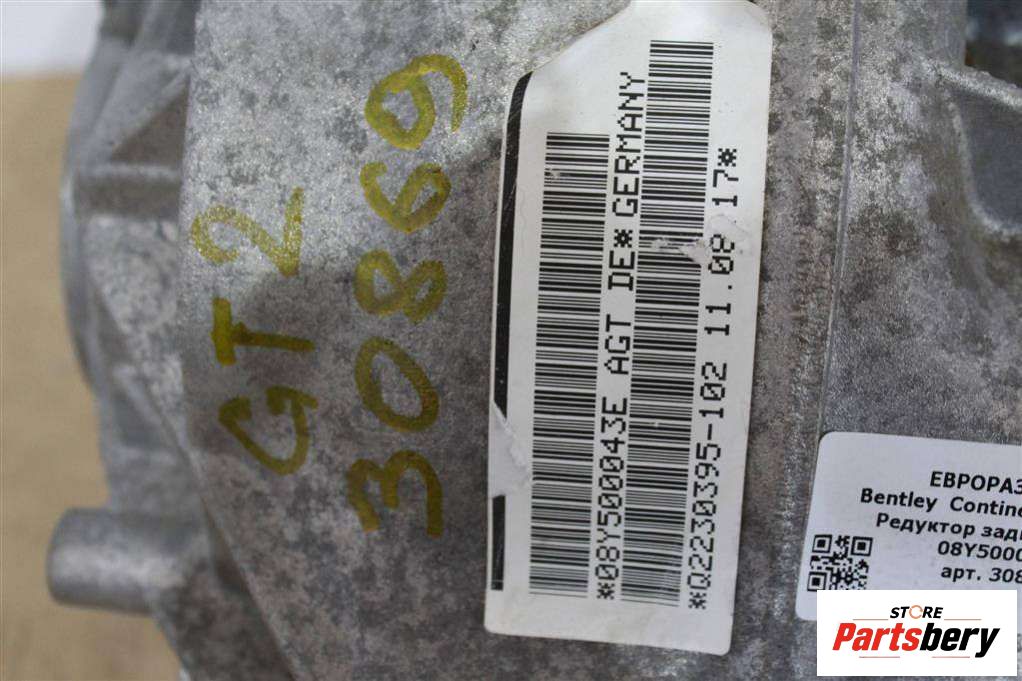 GT2
30869
*08Y500043E AGT DE*GERMANY
*Q2230395-102 11.08.17*
ЕВРОРАЗ
Bentley Contine
Редуктор зад
08Y5000
арт. 308
STORE
Partsbery